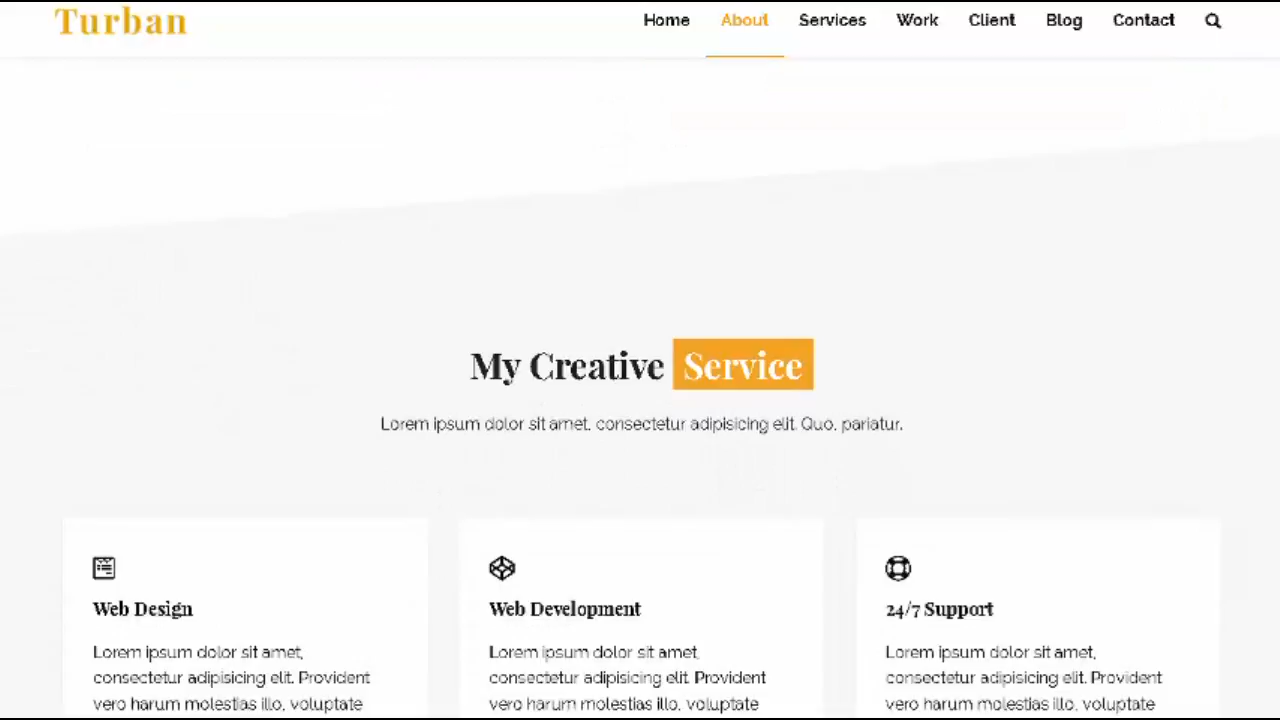 Turban
Home About Services Work Client Blog Contact
My Creative Service
Lorem ipsum dolor sit amet, consectetur adipisicing elit. Quo, pariatur.
Web Design
Lorem ipsum dolor sit amet,
consectetur adipisicing elit. Provident
vero harum molestias illo, voluptate
Web Development
Lorem ipsum dolor sit amet,
consectetur adipisicing elit. Provident
vero harum molestias illo, voluptate
24/7 Support
Lorem ipsum dolor sit amet,
consectetur adipisicing elit. Provident
vero harum molestias illo, voluptate